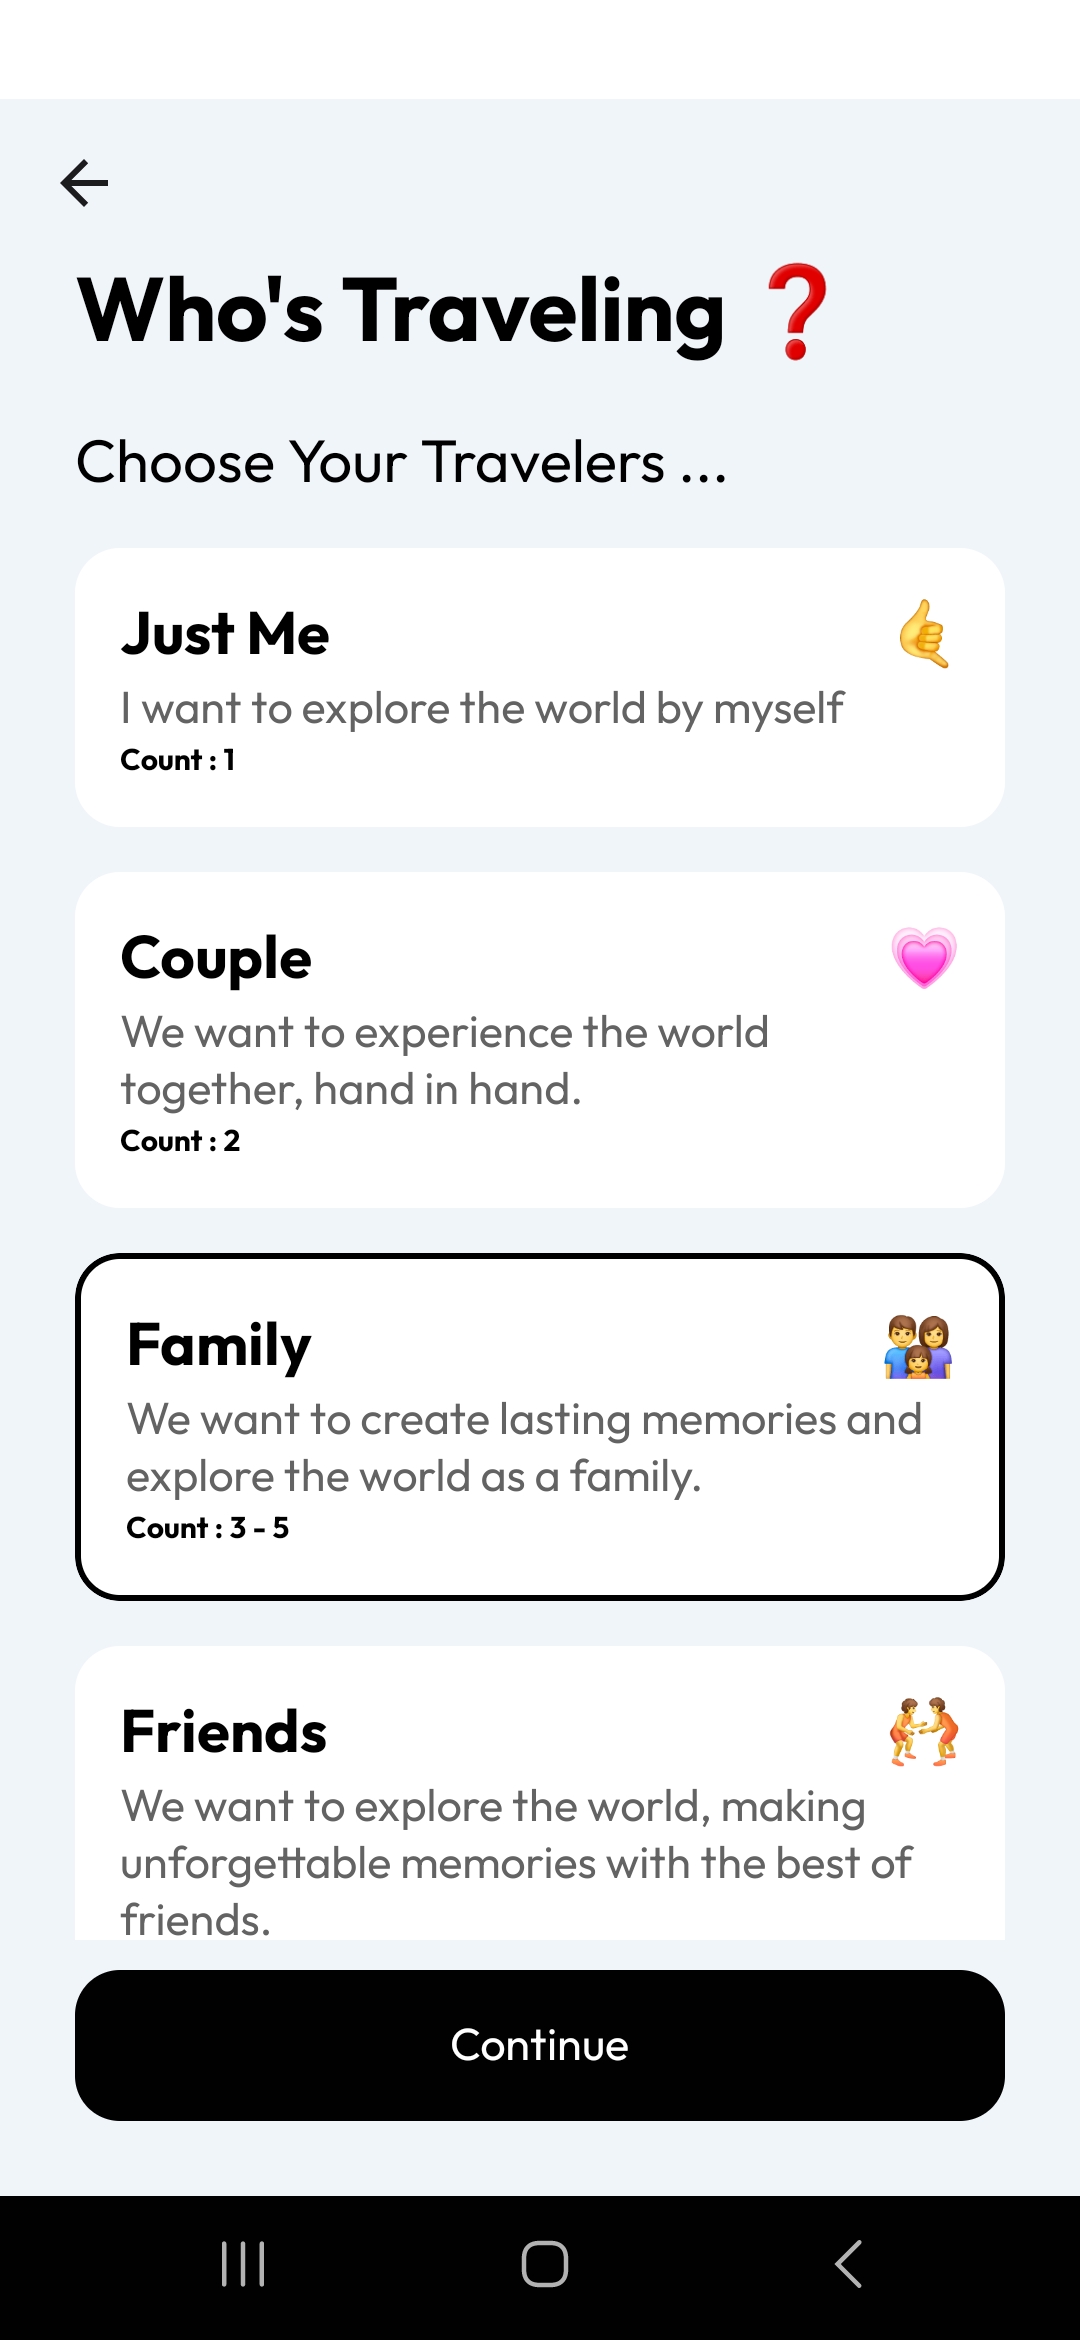 Who's Traveling ❓
Choose Your Travelers ...
Just Me 🤙
I want to explore the world by myself
Count : 1
Couple 💗
We want to experience the world
together, hand in hand.
Count : 2
Family 👨‍👩‍👧
We want to create lasting memories and
explore the world as a family.
Count : 3 - 5
Friends 🤼
We want to explore the world, making
unforgettable memories with the best of
friends.
Continue